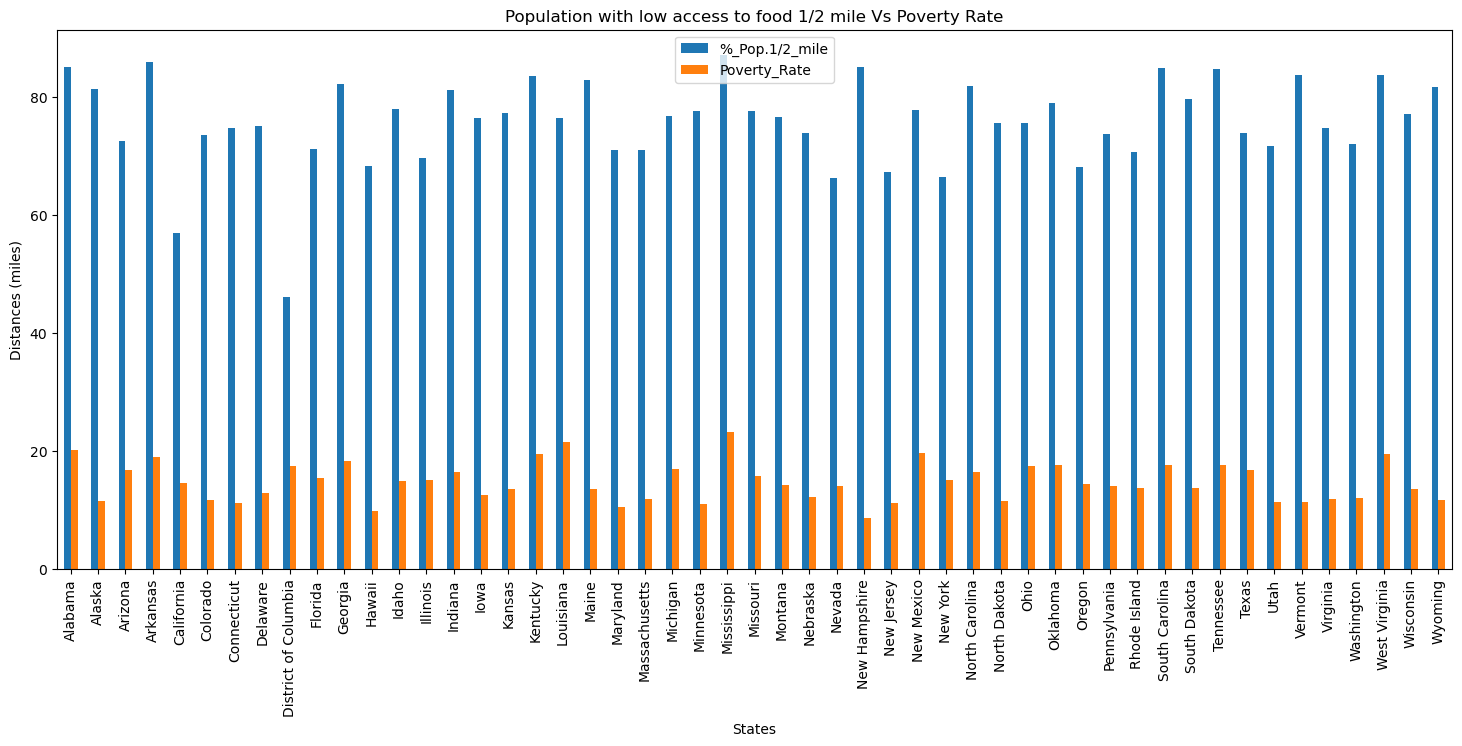 Population with low access to food 1/2 mile Vs Poverty Rate
%_Pop.1/2_mile
Poverty_Rate
Distances (miles)
80
60
40
20
0
Alabama
Alaska
Arizona
Arkansas
California
Colorado
Connecticut
Delaware
District of Columbia
Florida
Georgia
Hawaii
Idaho
Illinois
Indiana
Iowa
Kansas
Kentucky
Louisiana
Maine
Maryland
Massachusetts
Michigan
Minnesota
Mississippi
Missouri
Montana
Nebraska
Nevada
New Hampshire
New Jersey
New Mexico
New York
North Carolina
North Dakota
Ohio
Oklahoma
Oregon
Pennsylvania
Rhode Island
South Carolina
South Dakota
Tennessee
Texas
Utah
Vermont
Virginia
Washington
West Virginia
Wisconsin
Wyoming
States